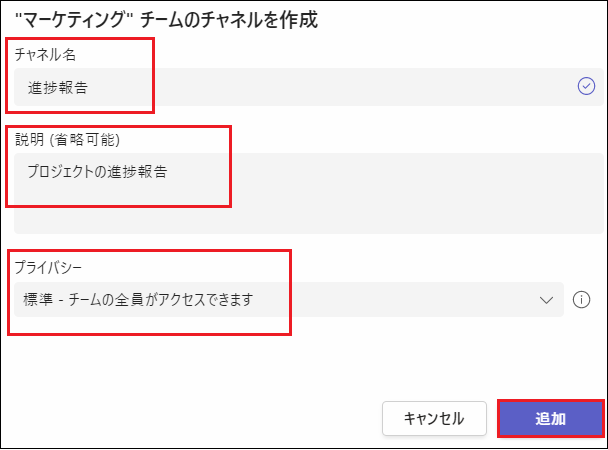 "マーケティング" チームのチャネルを作成
チャネル名
進捗報告
説明 (省略可能)
プロジェクトの進捗報告
プライバシー
標準 - チームの全員がアクセスできます
キャンセル
追加